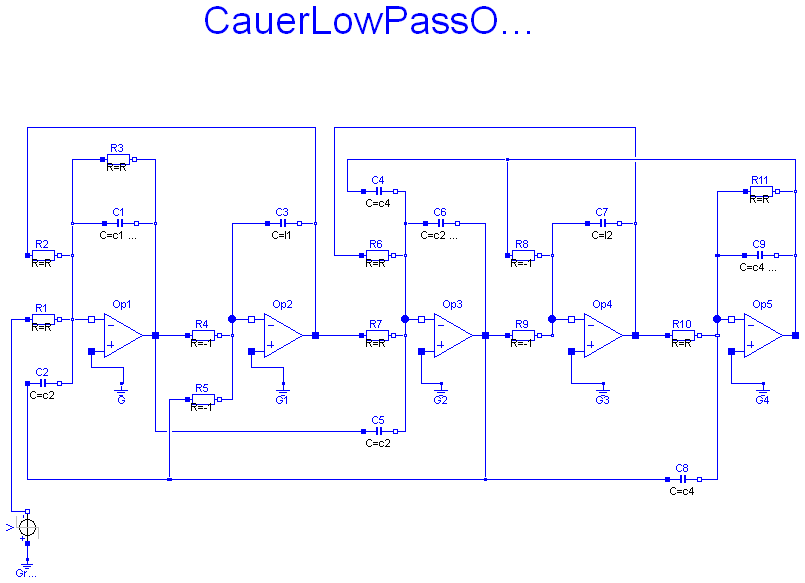 CauerLowPassO...
R3
R=R
C4
C=c4
R11
R=R
C1
C=c1 ...
C3
C=l1
C6
C=c2 ...
C7
C=l2
R2
R=R
R6
R=R
R8
R=-1
C9
C=c4 ...
R1
R=R
Op1
Op2
Op3
Op4
Op5
R4
R=-1
R7
R=R
R9
R=-1
R10
R=R
C2
C=c2
G
R5
R=-1
G1
G2
G3
G4
C5
C=c2
C8
C=c4
V
-
+
Gr...